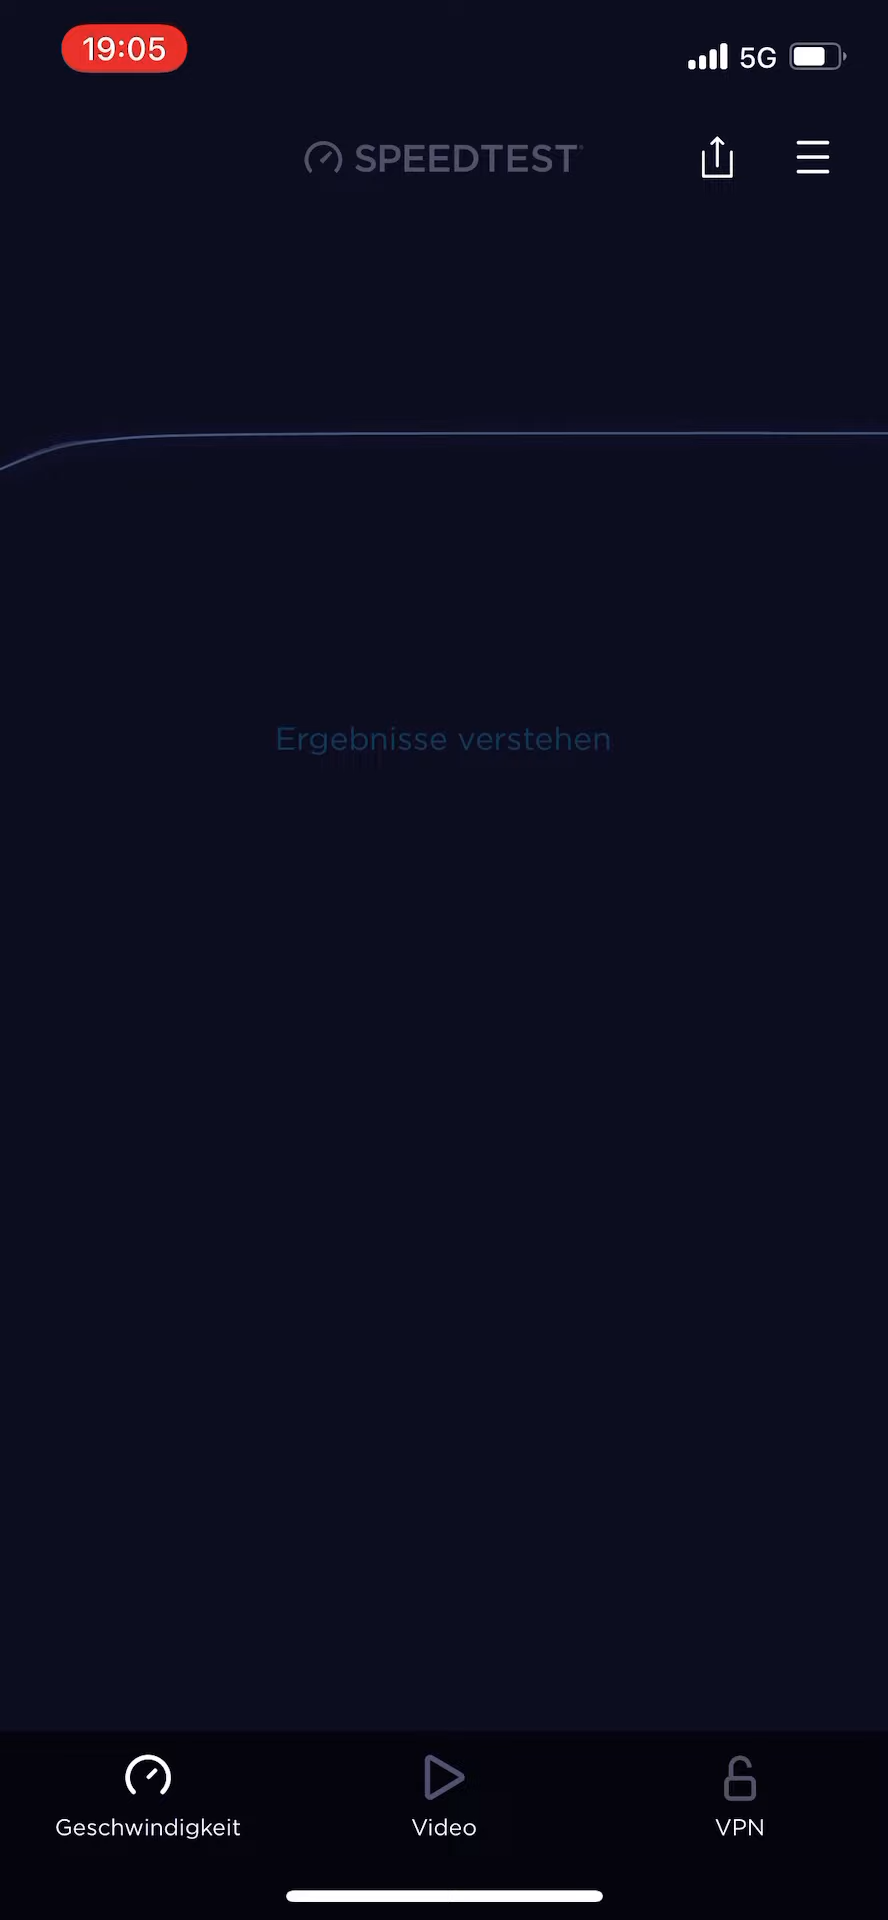 19:05
5G
SPEEDTEST
Ergebnisse verstehen
Geschwindigkeit
Video
VPN